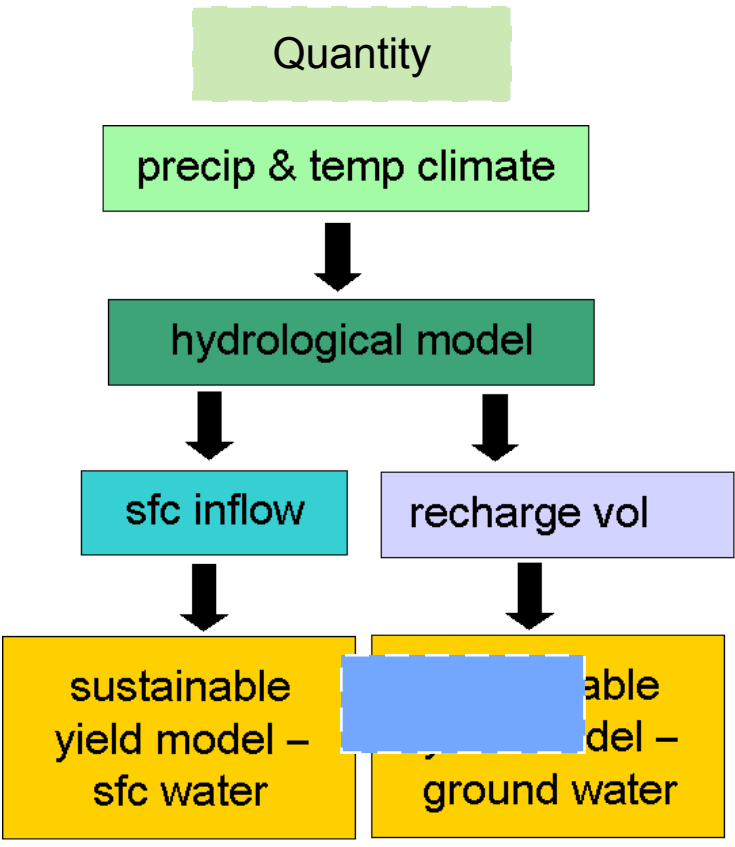 Quantity
precip & temp climate
hydrological model
sfc inflow
recharge vol
sustainable
yield model –
sfc water
able
del –
ground water